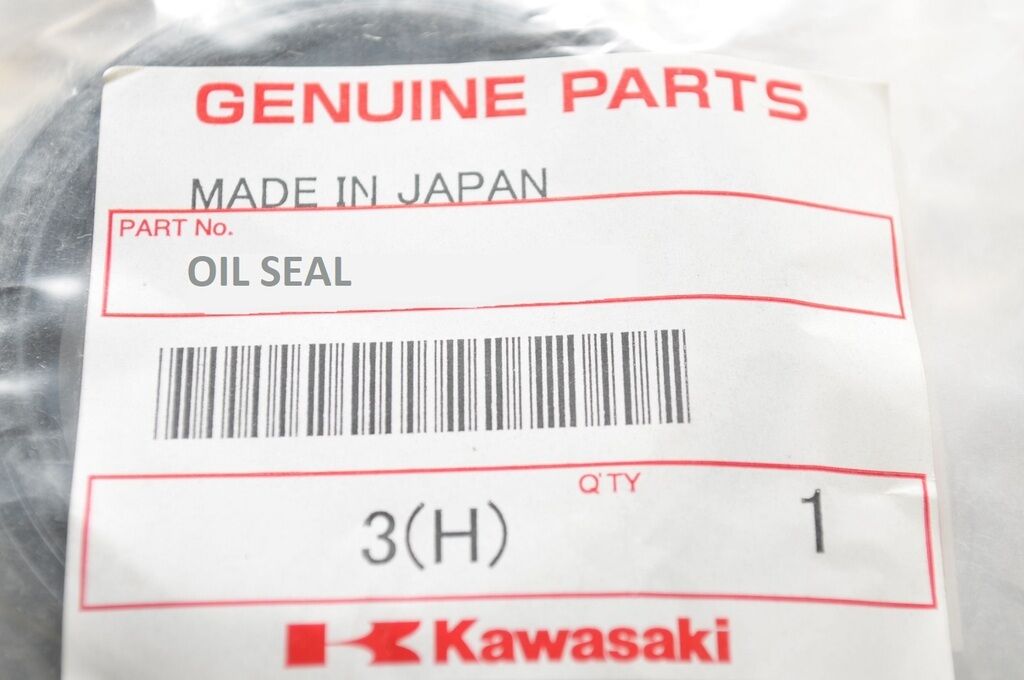 GENUINE PARTS
MADE IN JAPAN
PART No.
OIL SEAL
Q'TY
3(H) 1
Kawasaki